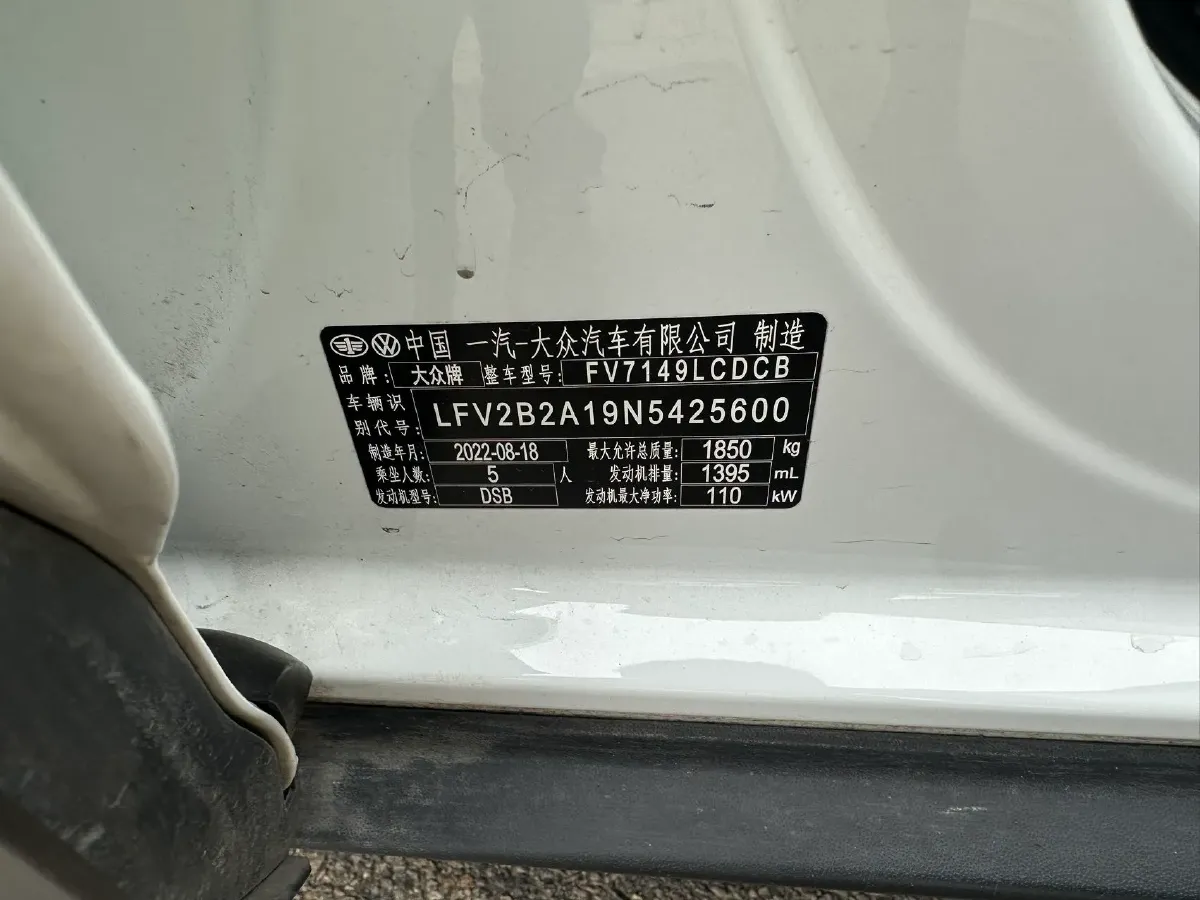 中国 一汽-大众汽车有限公司 制造
品牌: 大众牌 整车型号: FV7149LCDCB
车辆识别代号: LFV2B2A19N5425600
制造年月: 2022-08-18 最大允许总质量: 1850 kg
乘坐人数: 5 人 发动机排量: 1395 mL
发动机型号: DSB 发动机最大净功率: 110 kW